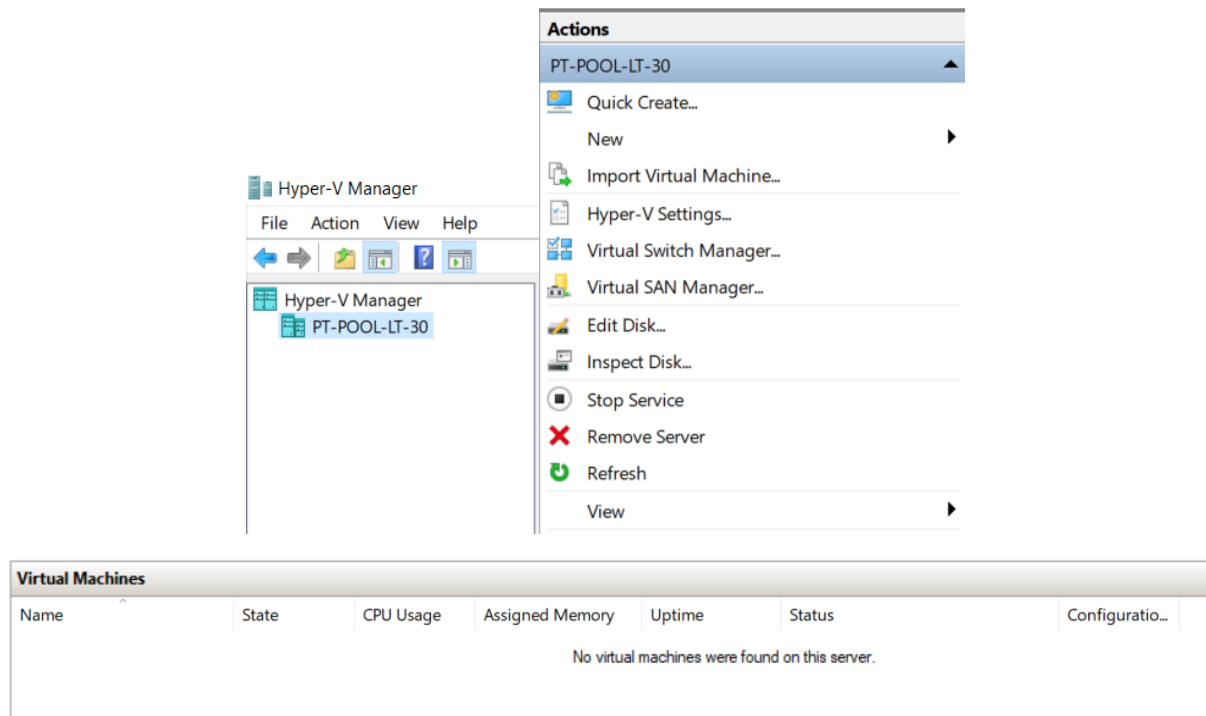 Hyper-V Manager
File Action View Help
Hyper-V Manager
PT-POOL-LT-30
Actions
PT-POOL-LT-30
Quick Create...
New
Import Virtual Machine...
Hyper-V Settings...
Virtual Switch Manager...
Virtual SAN Manager...
Edit Disk...
Inspect Disk...
Stop Service
Remove Server
Refresh
View
Virtual Machines
Name State CPU Usage Assigned Memory Uptime Status Configuratio...
No virtual machines were found on this server.